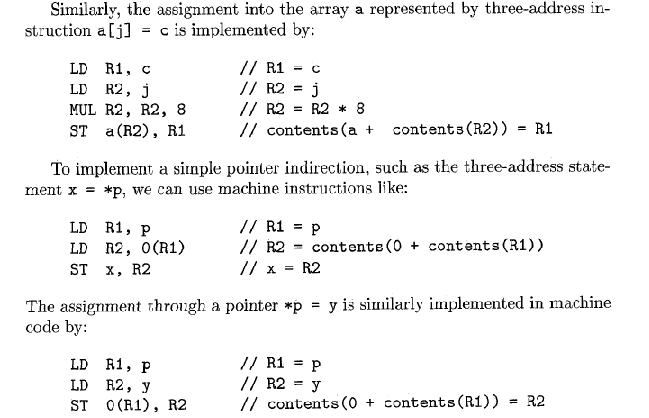 Similarly, the assignment into the array a represented by three-address in-
struction a[j] = c is implemented by:
LD R1, c // R1 = c
LD R2, j // R2 = j
MUL R2, R2, 8 // R2 = R2 * 8
ST a(R2), R1 // contents(a + contents(R2)) = R1
To implement a simple pointer indirection, such as the three-address state-
ment x = *p, we can use machine instructions like:
LD R1, p // R1 = p
LD R2, 0(R1) // R2 = contents(0 + contents(R1))
ST x, R2 // x = R2
The assignment through a pointer *p = y is similarly implemented in machine
code by:
LD R1, p // R1 = p
LD R2, y // R2 = y
ST 0(R1), R2 // contents(0 + contents(R1)) = R2